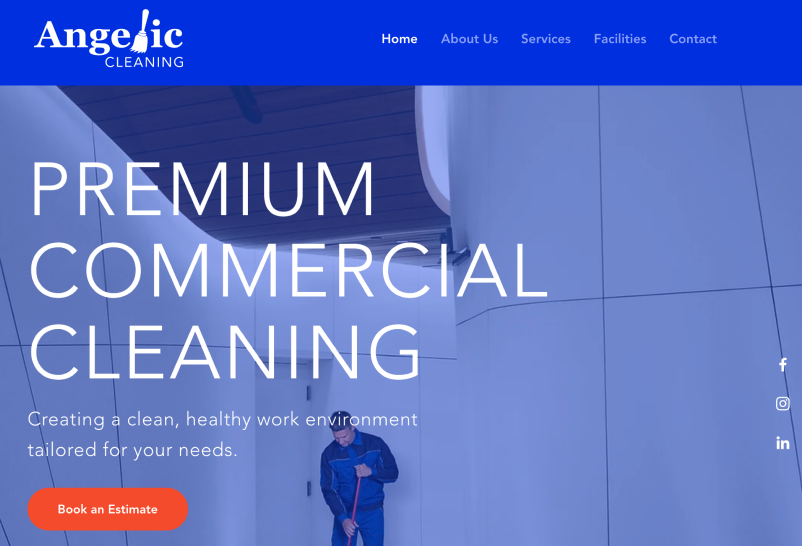 Angelic
CLEANING
Home About Us Services Facilities Contact
PREMIUM
COMMERCIAL
CLEANING
Creating a clean, healthy work environment
tailored for your needs.
Book an Estimate